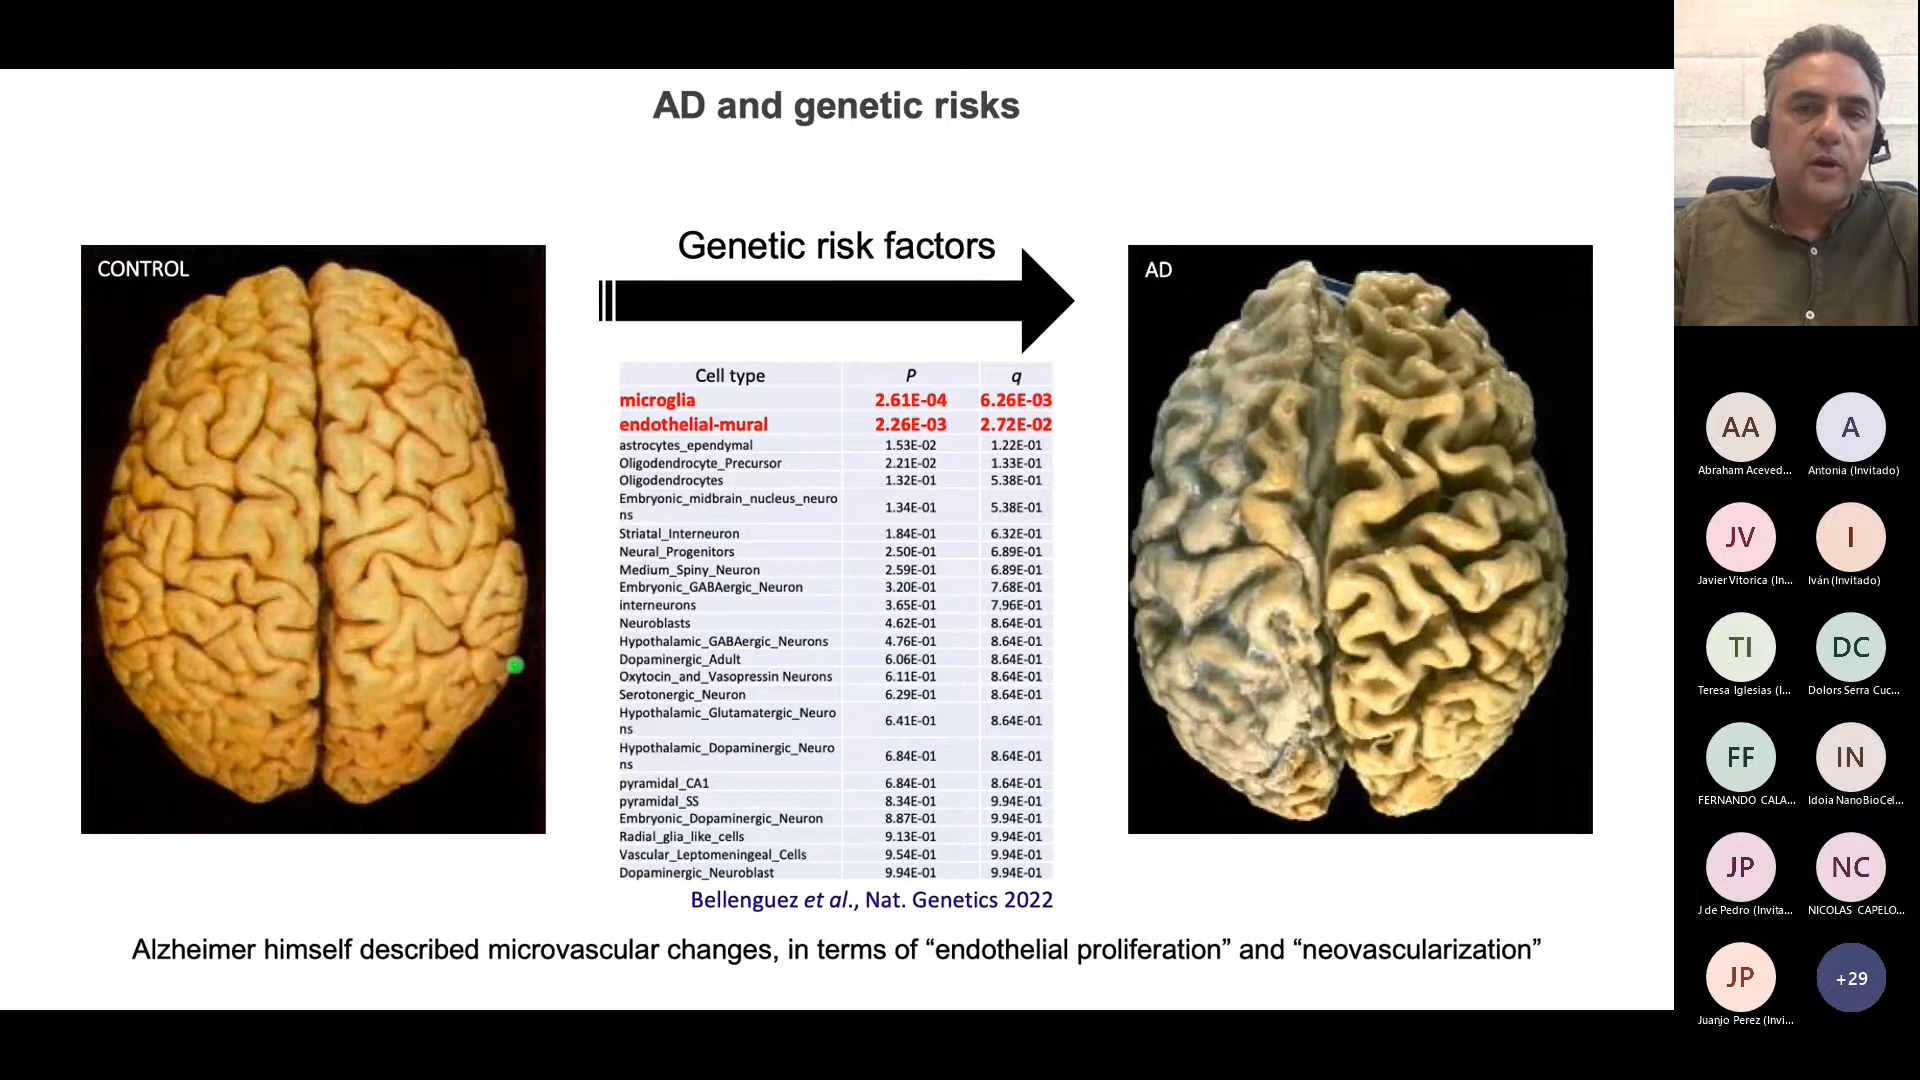 AD and genetic risks
CONTROL
Genetic risk factors
AD
Cell type P q
microglia 2.61E-04 6.26E-03
endothelial-mural 2.26E-03 2.72E-02
astrocytes_ependymal 1.53E-02 1.22E-01
Oligodendrocyte_Precursor 2.21E-02 1.33E-01
Oligodendrocytes 1.32E-01 5.38E-01
Embryonic_midbrain_nucleus_neuro
ns 1.34E-01 5.38E-01
Striatal_Interneuron 1.84E-01 6.32E-01
Neural_Progenitors 2.50E-01 6.89E-01
Medium_Spiny_Neuron 2.59E-01 6.89E-01
Embryonic_GABAergic_Neuron 3.20E-01 7.68E-01
interneurons 3.65E-01 7.96E-01
Neuroblasts 4.62E-01 8.64E-01
Hypothalamic_GABAergic_Neurons 4.76E-01 8.64E-01
Dopaminergic_Adult 6.06E-01 8.64E-01
Oxytocin_and_Vasopressin Neurons 6.11E-01 8.64E-01
Serotonergic_Neuron 6.29E-01 8.64E-01
Hypothalamic_Glutamatergic_Neuro
ns 6.41E-01 8.64E-01
Hypothalamic_Dopaminergic_Neuro
ns 6.84E-01 8.64E-01
pyramidal_CA1 6.84E-01 8.64E-01
pyramidal_SS 8.34E-01 9.94E-01
Embryonic_Dopaminergic_Neuron 8.87E-01 9.94E-01
Radial_glia_like_cells 9.13E-01 9.94E-01
Vascular_Leptomeningeal_Cells 9.54E-01 9.94E-01
Dopaminergic_Neuroblast 9.94E-01 9.94E-01
Bellenguez et al., Nat. Genetics 2022
Alzheimer himself described microvascular changes, in terms of “endothelial proliferation” and “neovascularization”
AA A
Abraham Aceved... Antonia (Invitado)
JV I
Javier Vitorica (In... Iván (Invitado)
TI DC
Teresa Iglesias (I... Dolors Serra Cuc...
FF IN
FERNANDO CALA... Idoia NanoBioCel...
JP NC
J de Pedro (Invita... NICOLAS CAPELO...
JP +29
Juanjo Perez (Invi...